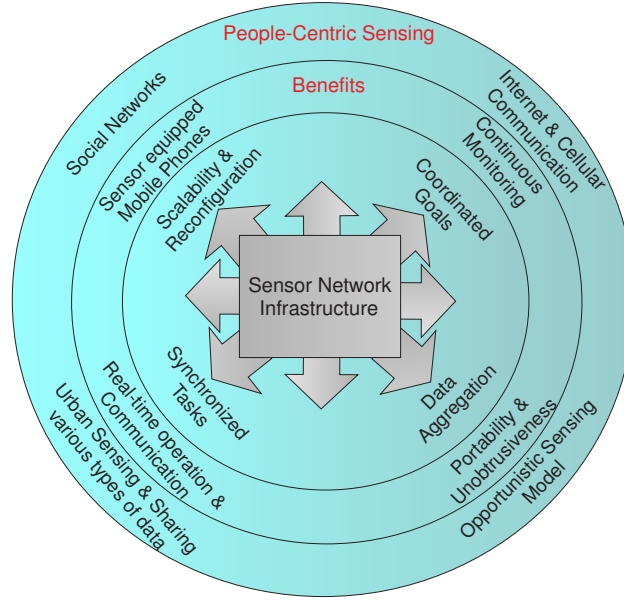 People-Centric Sensing
Benefits
Social Networks
Sensor equipped
Mobile Phones
Scalability &
Reconfiguration
Internet & Cellular
Communication
Continuous
Monitoring
Coordinated
Goals
Sensor Network
Infrastructure
Synchronized
Tasks
Real-time operation &
Communication
Urban Sensing & Sharing
various types of data
Data
Aggregation
Portability &
Unobtrusiveness
Opportunistic Sensing
Model